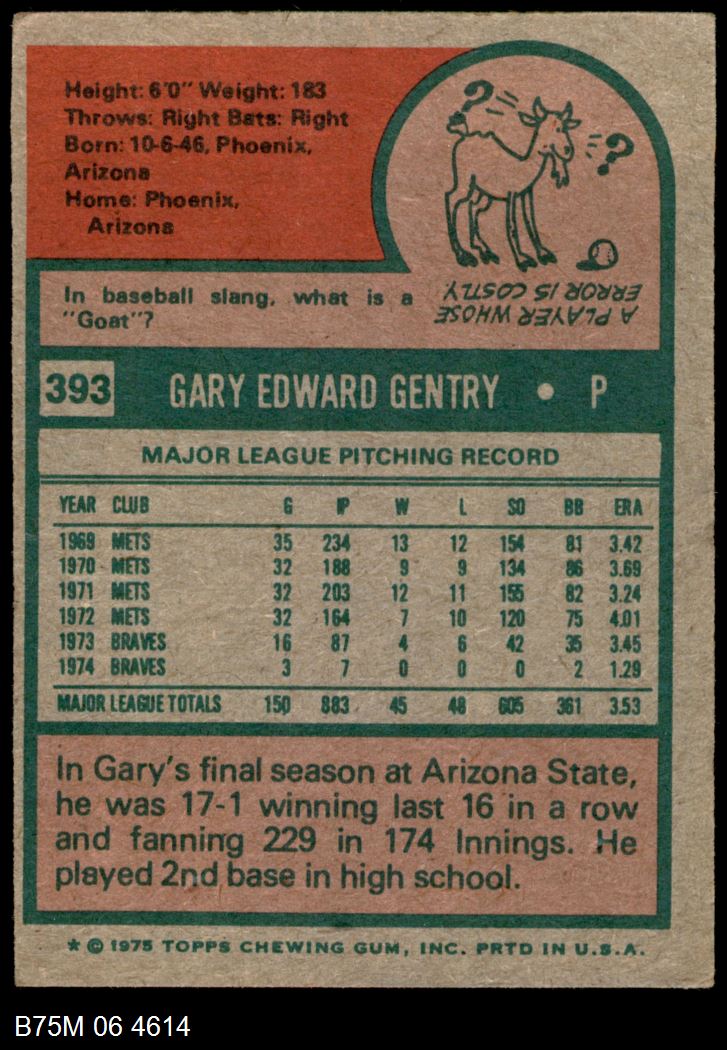 Height: 6'0" Weight: 183
Throws: Right Bats: Right
Born: 10-6-46, Phoenix,
Arizona
Home: Phoenix,
Arizona
? ?
In baseball slang, what is a
"Goat"?
A PLAYER WHOSE
ERROR IS COSTLY
393 GARY EDWARD GENTRY • P
MAJOR LEAGUE PITCHING RECORD
YEAR CLUB G IP W L SO BB ERA
1969 METS 35 234 13 12 154 81 3.42
1970 METS 32 188 9 9 134 86 3.69
1971 METS 32 203 12 11 155 82 3.24
1972 METS 32 164 7 10 120 75 4.01
1973 BRAVES 16 87 4 6 42 35 3.45
1974 BRAVES 3 7 0 0 0 2 1.29
MAJOR LEAGUE TOTALS 150 883 45 48 605 361 3.53
In Gary's final season at Arizona State,
he was 17-1 winning last 16 in a row
and fanning 229 in 174 Innings. He
played 2nd base in high school.
* © 1975 TOPPS CHEWING GUM, INC. PRTD IN U.S.A.
B75M 06 4614